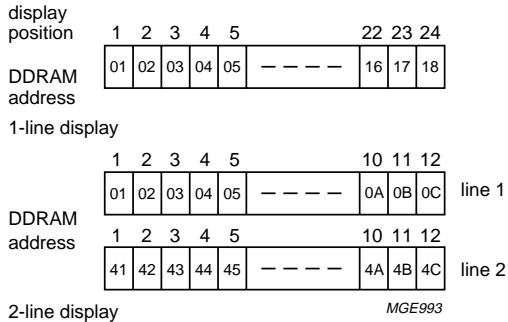 display
position 1 2 3 4 5 22 23 24
DDRAM
address 01 02 03 04 05 – – – – 16 17 18
1-line display
1 2 3 4 5 10 11 12
01 02 03 04 05 – – – – 0A 0B 0C line 1
DDRAM
address
1 2 3 4 5 10 11 12
41 42 43 44 45 – – – – 4A 4B 4C line 2
2-line display MGE993